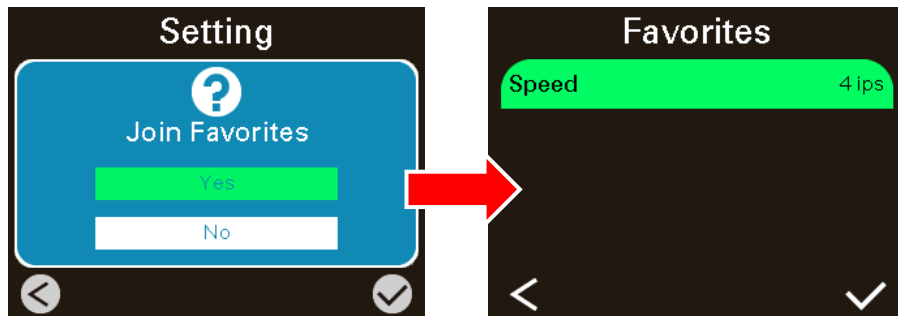 Setting
?
Join Favorites
Yes
No
Favorites
Speed 4 ips